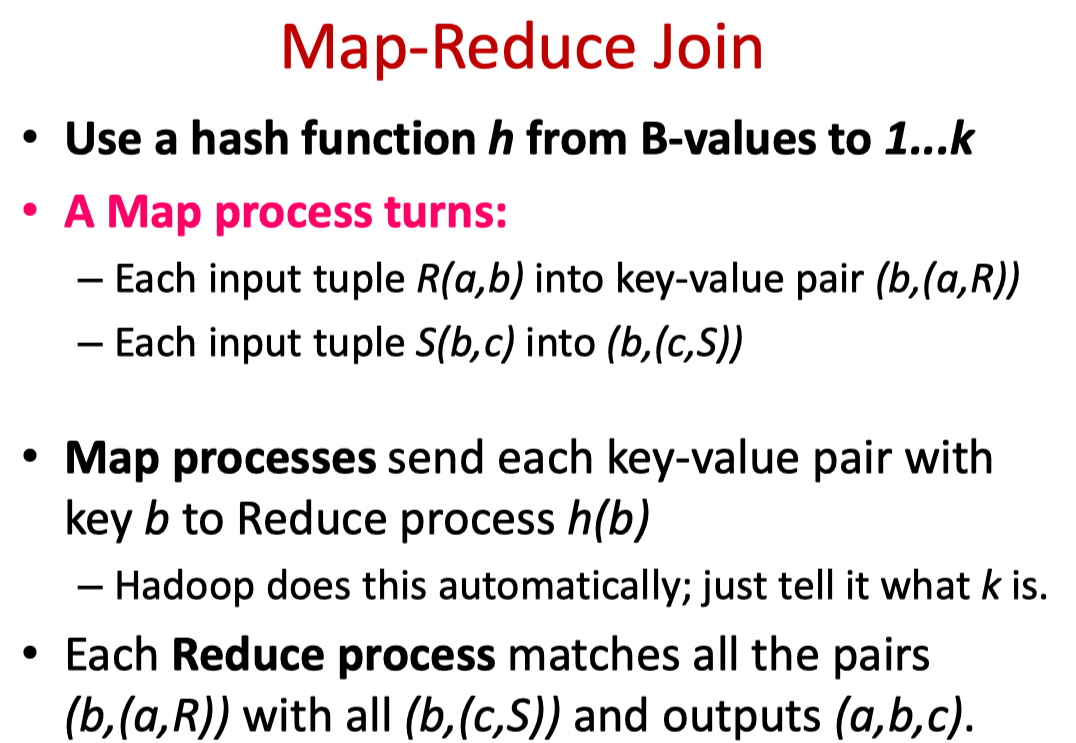 Map-Reduce Join
• Use a hash function h from B-values to 1...k
• A Map process turns:
– Each input tuple R(a,b) into key-value pair (b,(a,R))
– Each input tuple S(b,c) into (b,(c,S))
• Map processes send each key-value pair with
key b to Reduce process h(b)
– Hadoop does this automatically; just tell it what k is.
• Each Reduce process matches all the pairs
(b,(a,R)) with all (b,(c,S)) and outputs (a,b,c).